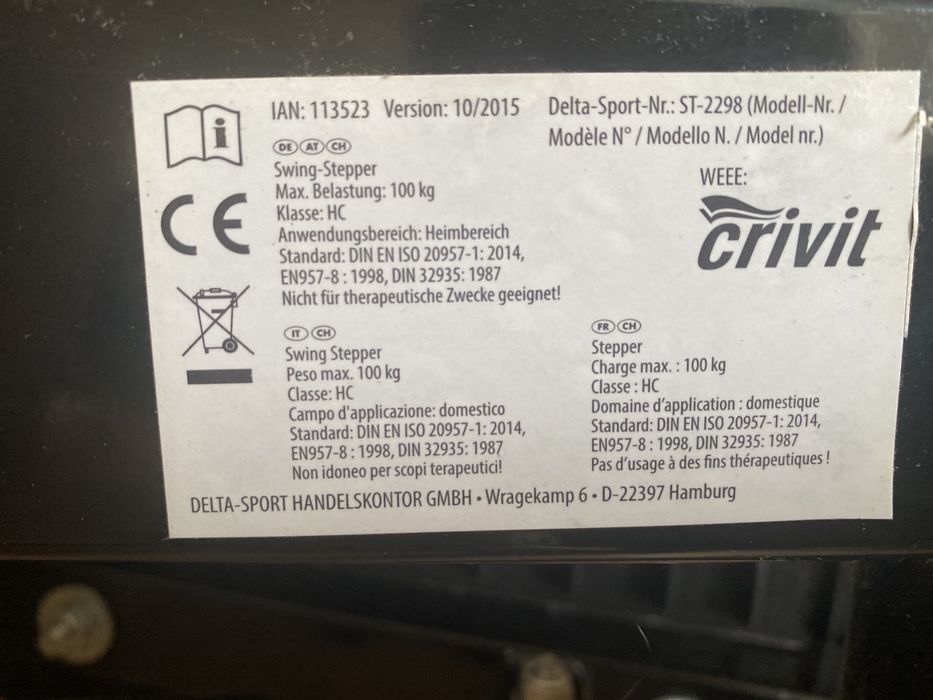 IAN: 113523 Version: 10/2015
Delta-Sport-Nr.: ST-2298 (Modell-Nr. /
Modèle N° / Modello N. / Model nr.)
WEEE:
crivit
CE
DE AT CH
Swing-Stepper
Max. Belastung: 100 kg
Klasse: HC
Anwendungsbereich: Heimbereich
Standard: DIN EN ISO 20957-1: 2014,
EN957-8 : 1998, DIN 32935: 1987
Nicht für therapeutische Zwecke geeignet!
IT CH
Swing Stepper
Peso max. 100 kg
Classe: HC
Campo d'applicazione: domestico
Standard: DIN EN ISO 20957-1: 2014,
EN957-8 : 1998, DIN 32935: 1987
Non idoneo per scopi terapeutici!
FR CH
Stepper
Charge max. : 100 kg
Classe : HC
Domaine d'application : domestique
Standard: DIN EN ISO 20957-1: 2014,
EN957-8 : 1998, DIN 32935: 1987
Pas d'usage à des fins thérapeutiques !
DELTA-SPORT HANDELSKONTOR GMBH • Wragekamp 6 • D-22397 Hamburg